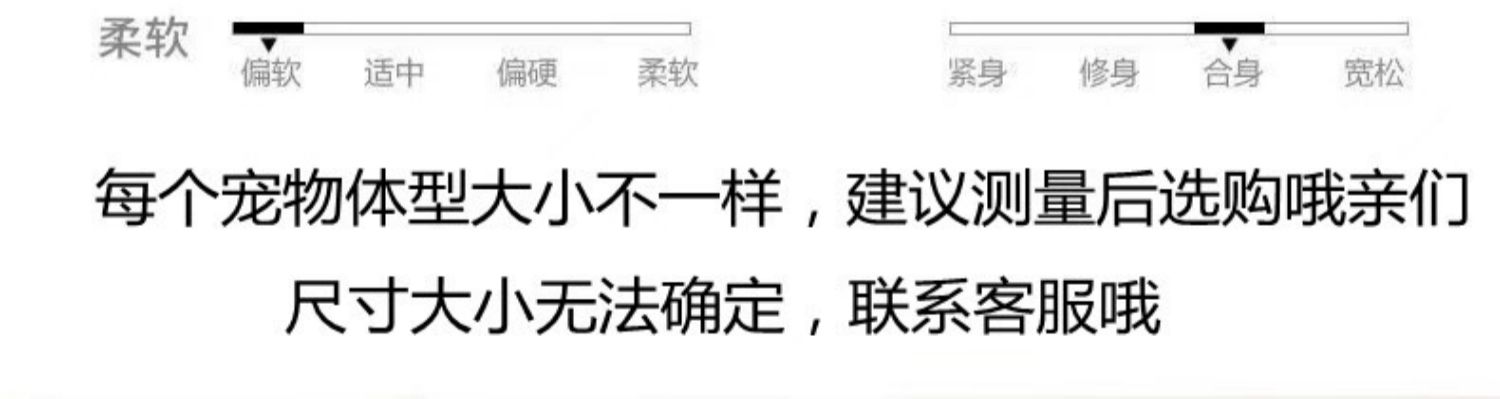 柔软
偏软 适中 偏硬 柔软
紧身 修身 合身 宽松
每个宠物体型大小不一样，建议测量后选购哦亲们
尺寸大小无法确定，联系客服哦